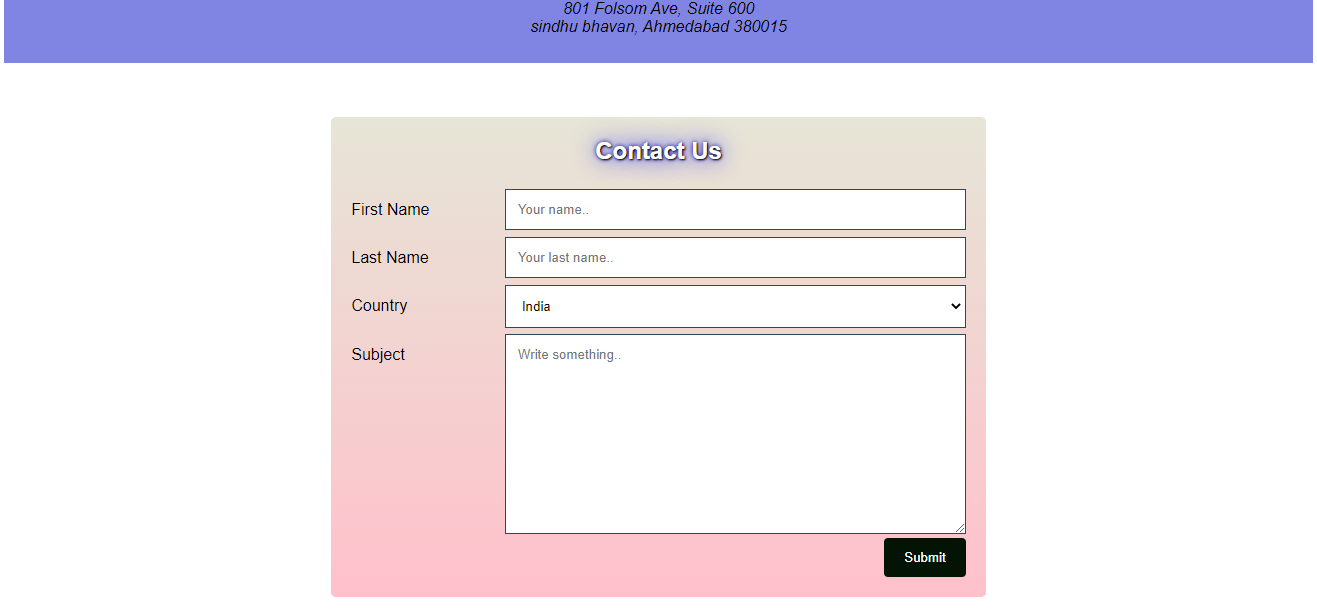 801 Folsom Ave, Suite 600
sindhu bhavan, Ahmedabad 380015
Contact Us
First Name
Your name..
Last Name
Your last name..
Country
India
Subject
Write something..
Submit